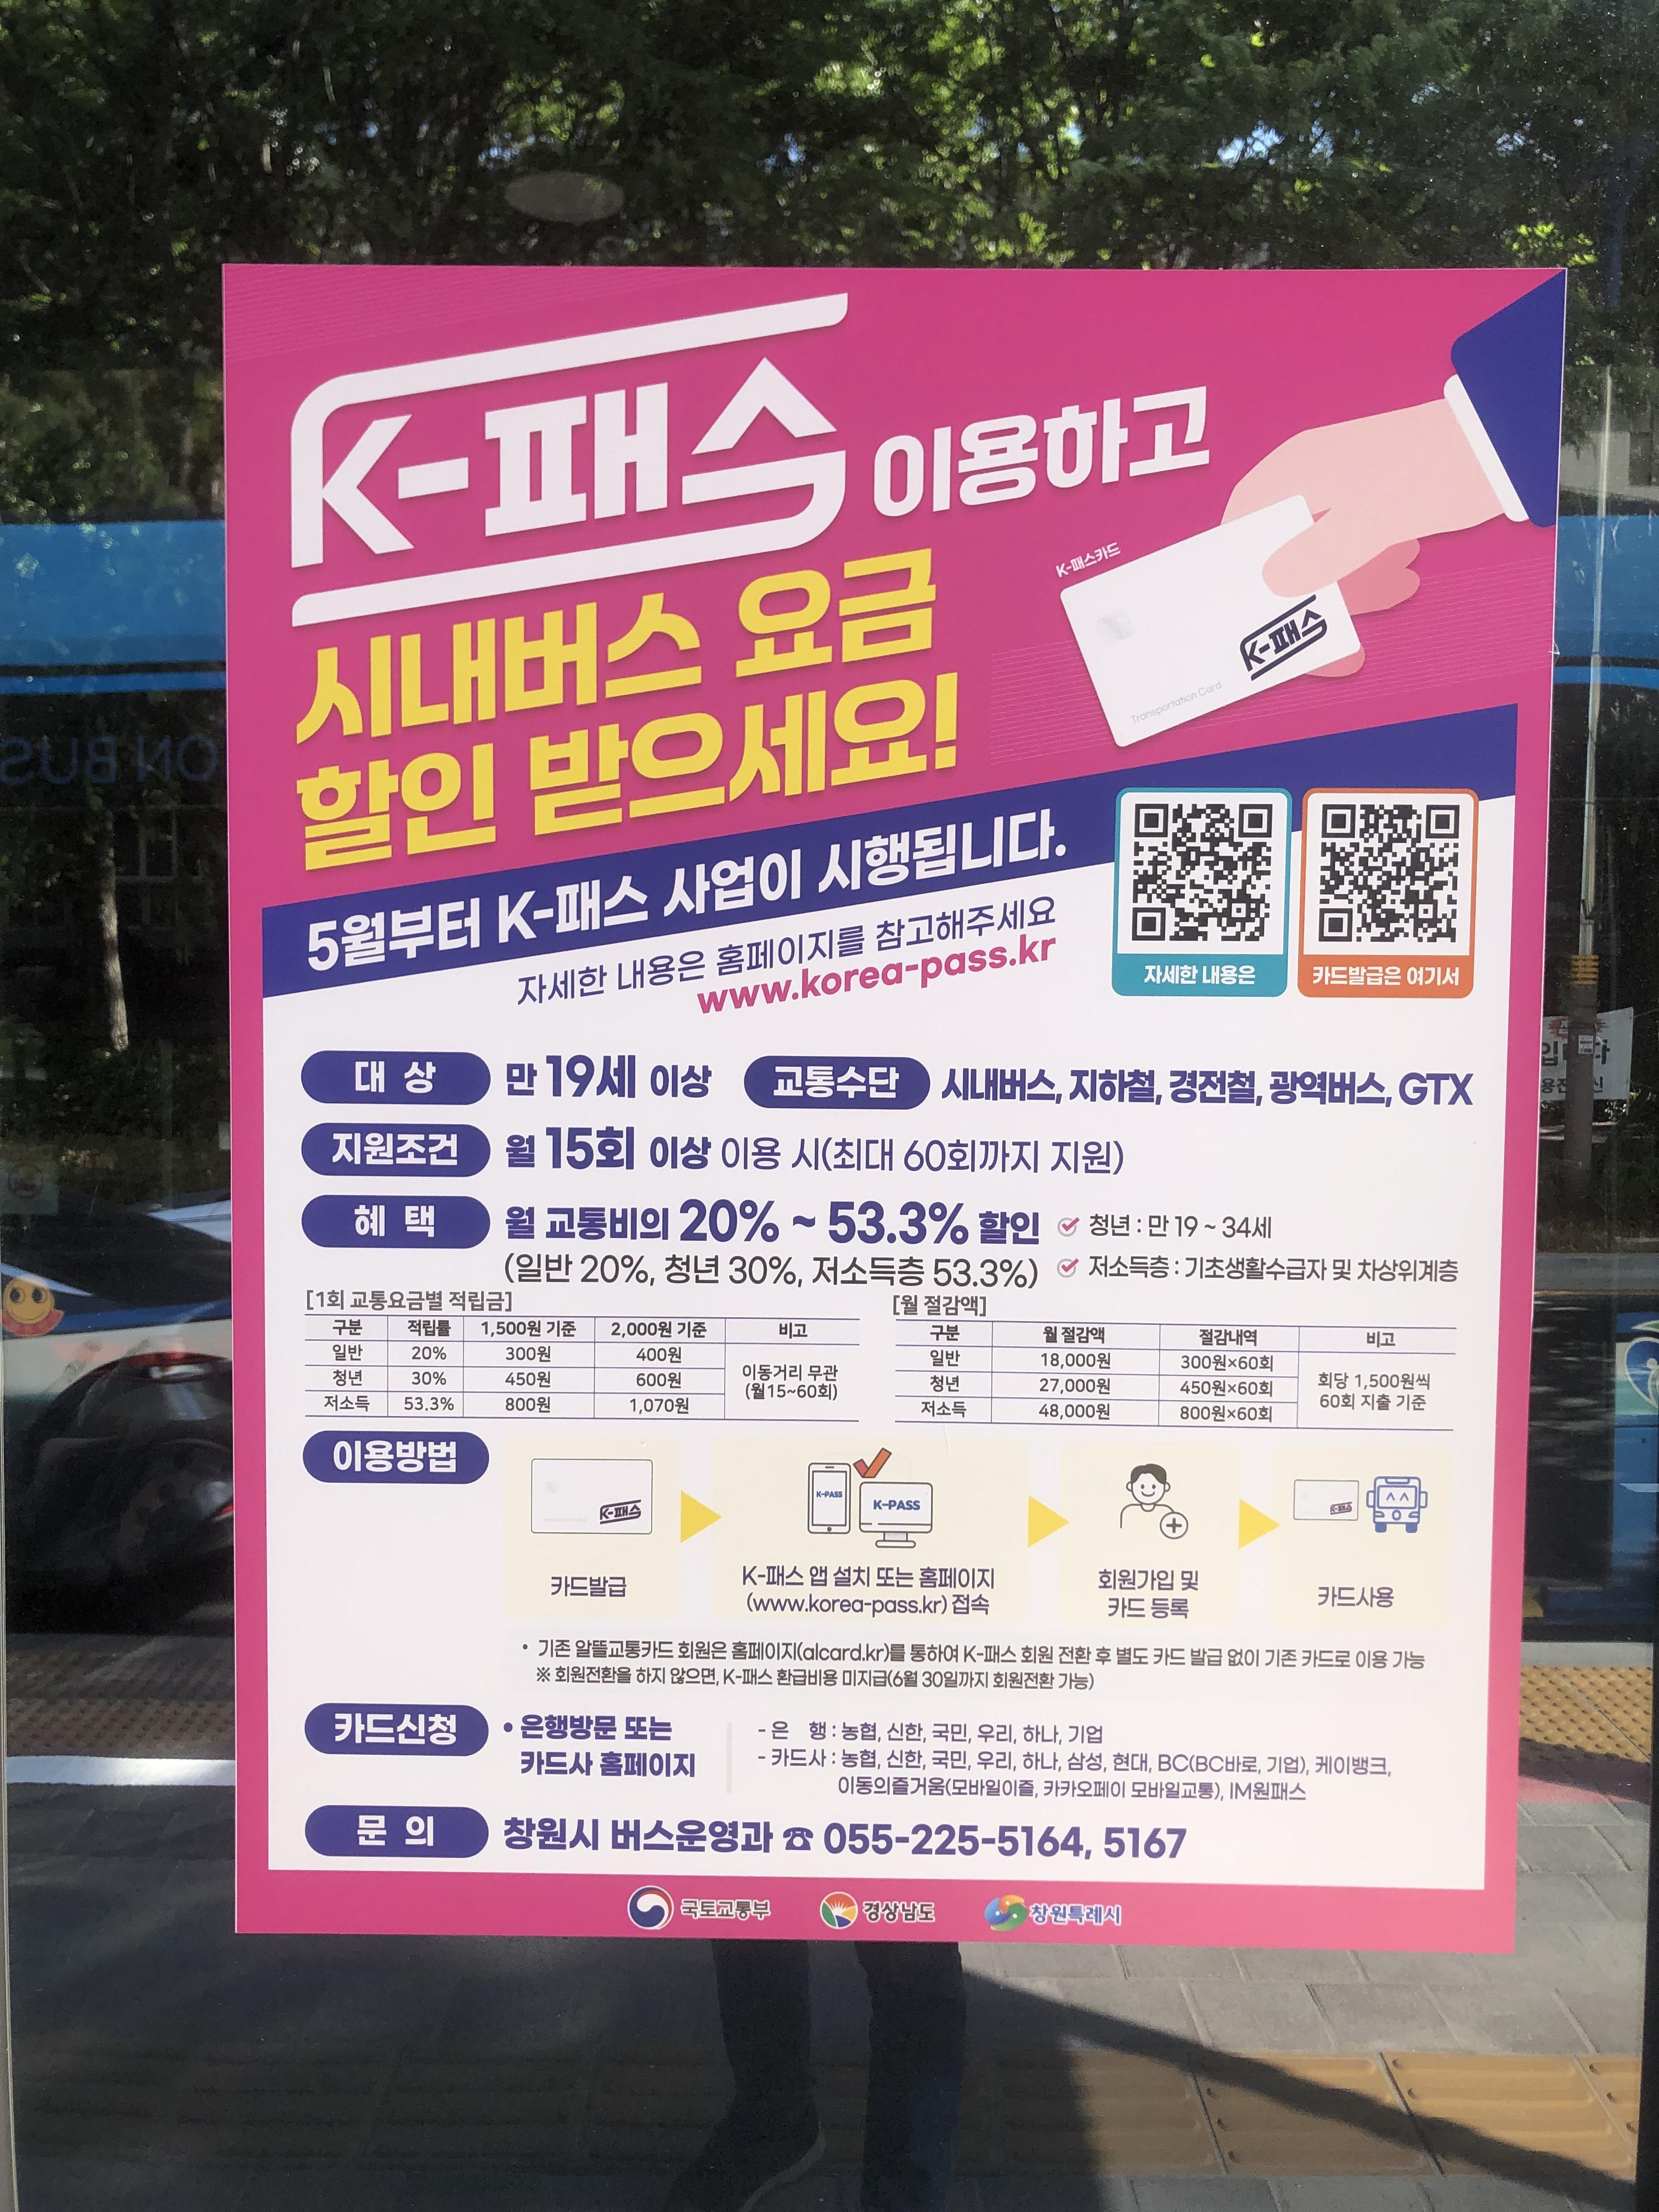 K-패스 이용하고
시내버스 요금
할인 받으세요!
K-패스카드
K-패스
Transportation Card
5월부터 K-패스 사업이 시행됩니다.
자세한 내용은 홈페이지를 참고해주세요
www.korea-pass.kr
자세한 내용은
카드발급은 여기서
대 상 만 19세 이상 교통수단 시내버스, 지하철, 경전철, 광역버스, GTX
지원조건 월 15회 이상 이용 시(최대 60회까지 지원)
혜 택 월 교통비의 20% ~ 53.3% 할인 청년 : 만 19 ~ 34세
(일반 20%, 청년 30%, 저소득층 53.3%) 저소득층 : 기초생활수급자 및 차상위계층
[1회 교통요금별 적립금]
구분 적립률 1,500원 기준 2,000원 기준 비고
일반 20% 300원 400원
청년 30% 450원 600원
저소득 53.3% 800원 1,070원
이동거리 무관
(월15~60회)
[월 절감액]
구분 월 절감액 절감내역 비고
일반 18,000원 300원×60회
청년 27,000원 450원×60회
저소득 48,000원 800원×60회
회당 1,500원씩
60회 지출 기준
이용방법
K-패스
카드발급
K-PASS
K-PASS
K-패스 앱 설치 또는 홈페이지
(www.korea-pass.kr) 접속
회원가입 및
카드 등록
K-패스
카드사용
• 기존 알뜰교통카드 회원은 홈페이지(alcard.kr)를 통하여 K-패스 회원 전환 후 별도 카드 발급 없이 기존 카드로 이용 가능
※ 회원전환을 하지 않으면, K-패스 환급비용 미지급(6월 30일까지 회원전환 가능)
카드신청 • 은행방문 또는
카드사 홈페이지
- 은 행 : 농협, 신한, 국민, 우리, 하나, 기업
- 카드사 : 농협, 신한, 국민, 우리, 하나, 삼성, 현대, BC(BC바로, 기업), 케이뱅크,
이동의즐거움(모바일이즐, 카카오페이 모바일교통), IM원패스
문 의 창원시 버스운영과 ☎ 055-225-5164, 5167
국토교통부 경상남도 창원특례시
ON BUS